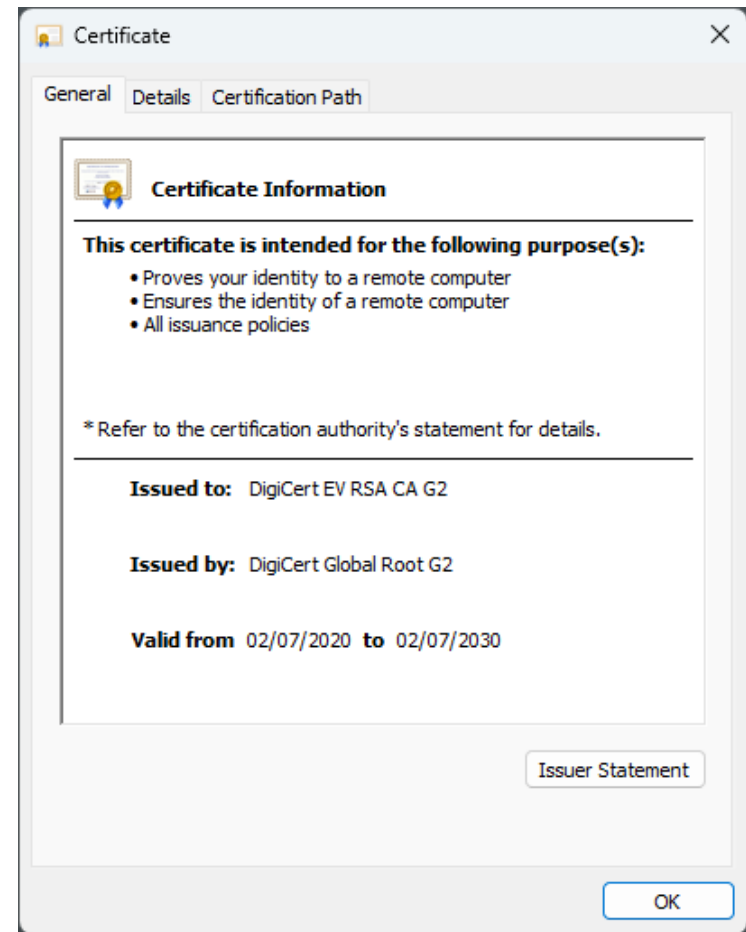 Certificate
General Details Certification Path
Certificate Information
This certificate is intended for the following purpose(s):
• Proves your identity to a remote computer
• Ensures the identity of a remote computer
• All issuance policies
* Refer to the certification authority's statement for details.
Issued to: DigiCert EV RSA CA G2
Issued by: DigiCert Global Root G2
Valid from 02/07/2020 to 02/07/2030
Issuer Statement
OK